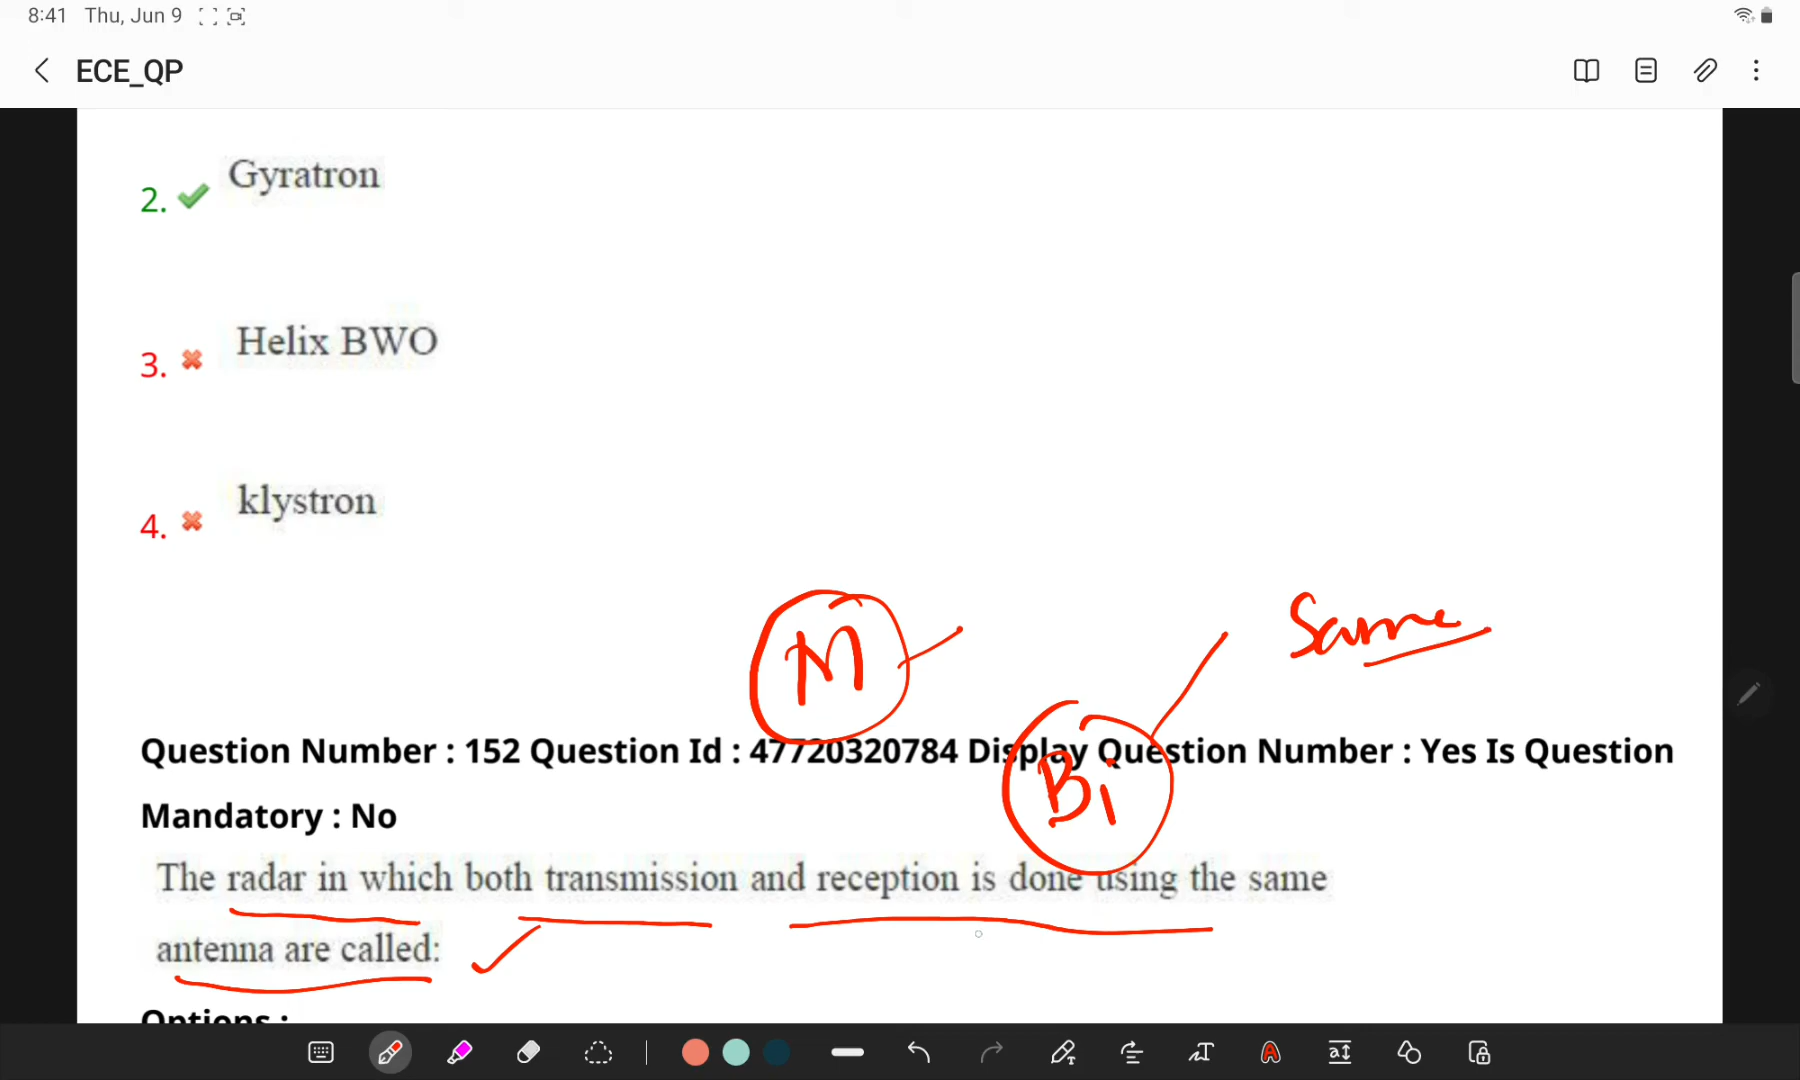 8:41 Thu, Jun 9
ECE_QP
Gyratron
2.
Helix BWO
3.
klystron
4.
M
Same
Bi
Question Number : 152 Question Id : 47720320784 Display Question Number : Yes Is Question
Mandatory : No
The radar in which both transmission and reception is done using the same
antenna are called:
Options :